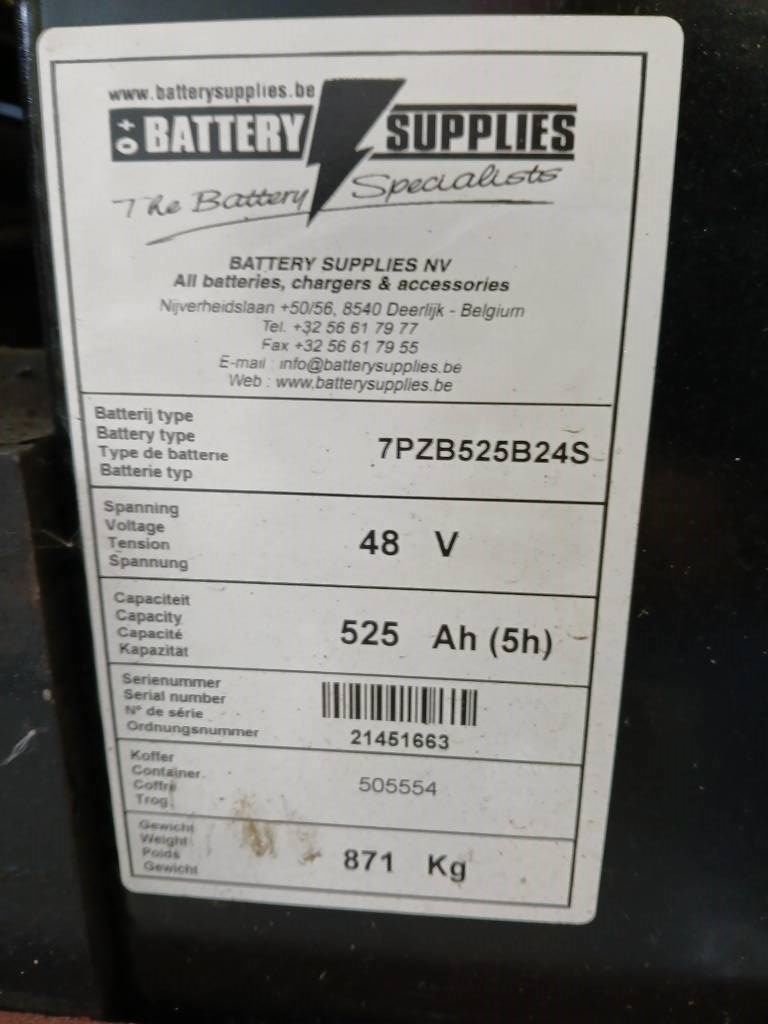 www.batterysupplies.be
BATTERY SUPPLIES
The Battery Specialists
BATTERY SUPPLIES NV
All batteries, chargers & accessories
Nijverheidslaan +50/56, 8540 Deerlijk - Belgium
Tel. +32 56 61 79 77
Fax +32 56 61 79 55
E-mail : info@batterysupplies.be
Web : www.batterysupplies.be
Batterij type
Battery type
Type de batterie
Batterie typ
7PZB525B24S
Spanning
Voltage
Tension
Spannung
48 V
Capaciteit
Capacity
Capacité
Kapazität
525 Ah (5h)
Serienummer
Serial number
N° de série
Ordnungsnummer
21451663
Koffer
Container
Coffre
Trog
505554
Gewicht
Weight
Poids
Gewicht
871 Kg